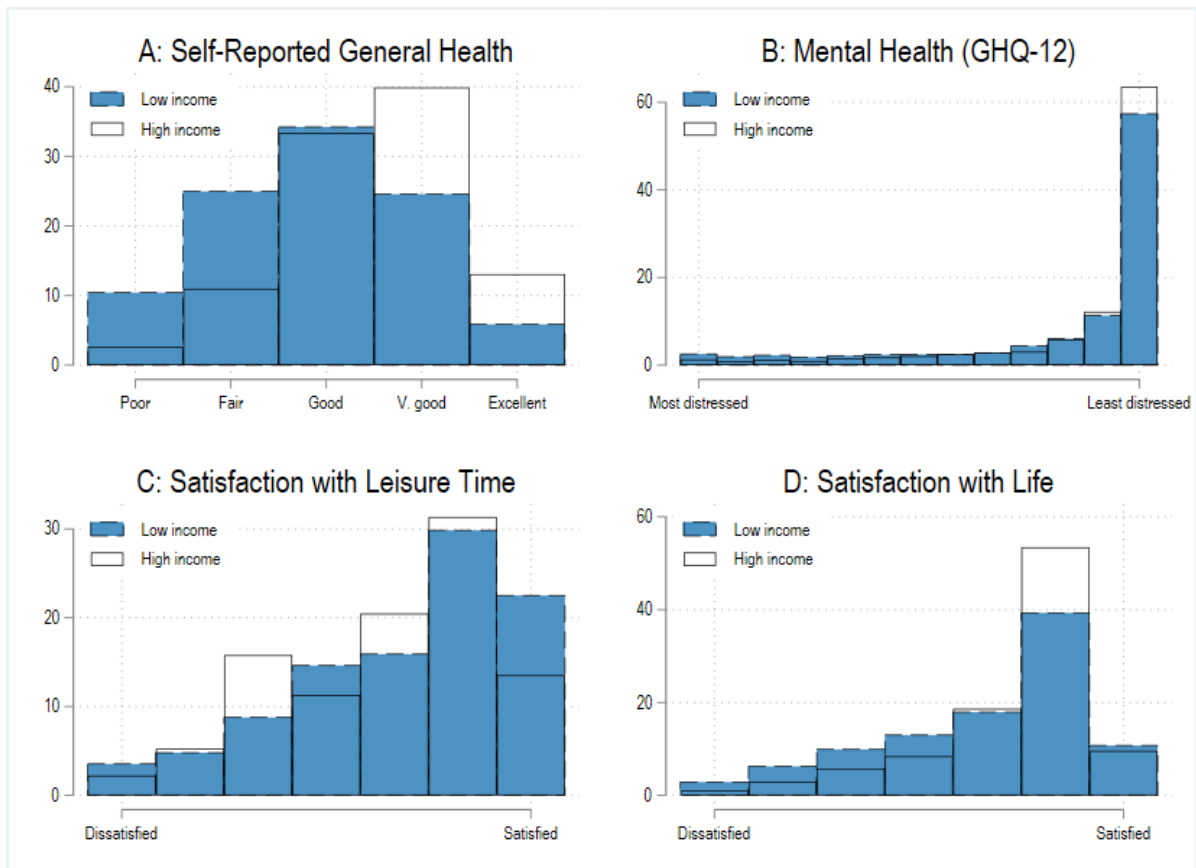 A: Self-Reported General Health
Low income
High income
40
30
20
10
0
Poor Fair Good V. good Excellent
B: Mental Health (GHQ-12)
Low income
High income
60
40
20
0
Most distressed Least distressed
C: Satisfaction with Leisure Time
Low income
High income
30
20
10
0
Dissatisfied Satisfied
D: Satisfaction with Life
Low income
High income
60
40
20
0
Dissatisfied Satisfied